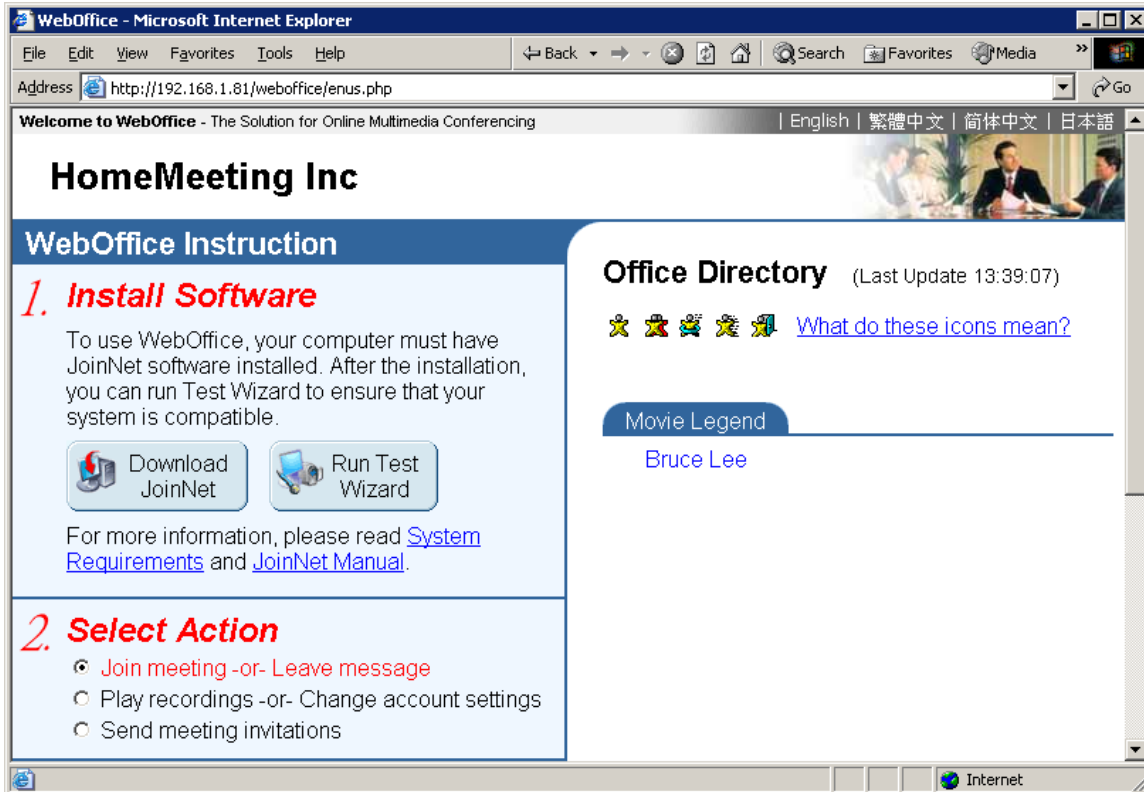 WebOffice - Microsoft Internet Explorer
File Edit View Favorites Tools Help Back Search Favorites Media »
Address http://192.168.1.81/weboffice/enus.php Go
Welcome to WebOffice - The Solution for Online Multimedia Conferencing | English | 繁體中文 | 简体中文 | 日本語
HomeMeeting Inc
WebOffice Instruction
1. Install Software
To use WebOffice, your computer must have
JoinNet software installed. After the installation,
you can run Test Wizard to ensure that your
system is compatible.
Download
JoinNet
Run Test
Wizard
For more information, please read System
Requirements and JoinNet Manual.
2. Select Action
Join meeting -or- Leave message
Play recordings -or- Change account settings
Send meeting invitations
Office Directory (Last Update 13:39:07)
What do these icons mean?
Movie Legend
Bruce Lee
Internet